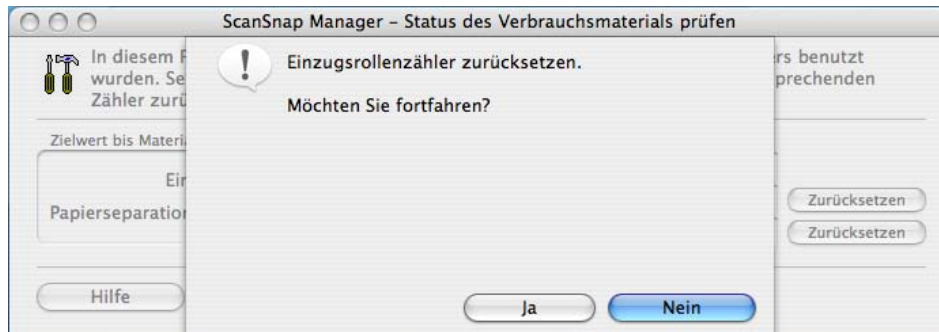 ScanSnap Manager – Status des Verbrauchsmaterials prüfen
In diesem
rs benutzt
wurden. Se
prechenden
Zähler zurü
Einzugsrollenzähler zurücksetzen.
Möchten Sie fortfahren?
Zielwert bis Materi
Ein
Zurücksetzen
Papierseparation
Zurücksetzen
Hilfe
Ja
Nein